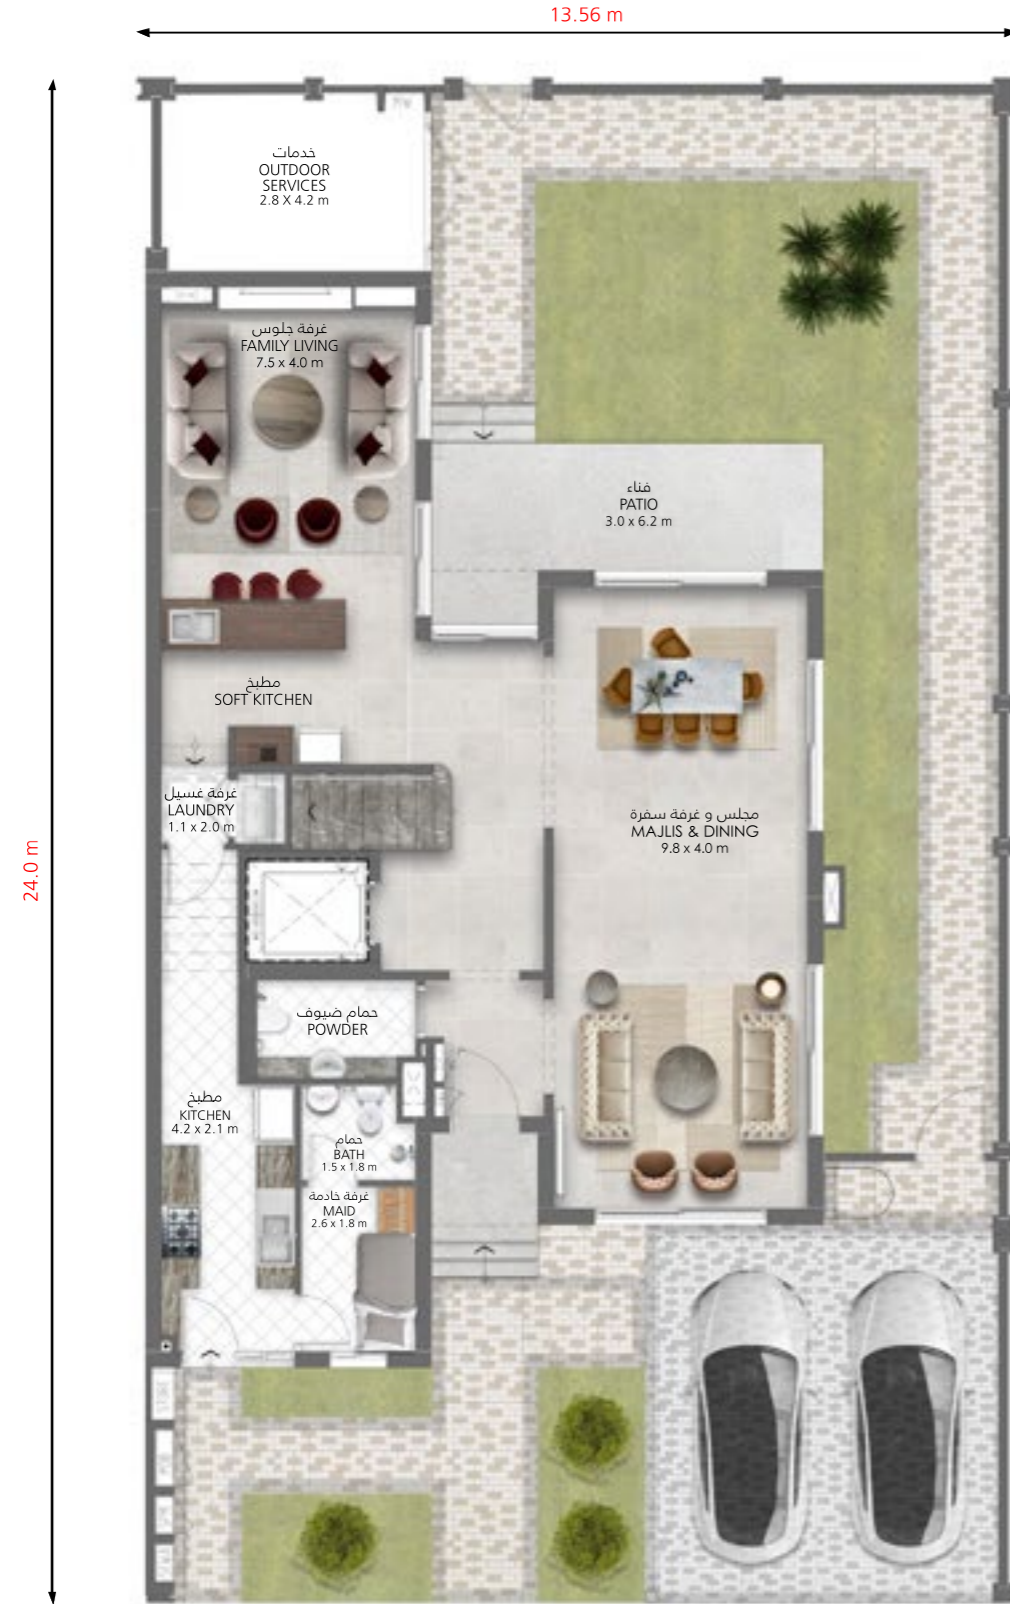 13.56 m
24.0 m
خدمات
OUTDOOR
SERVICES
2.8 X 4.2 m
غرفة جلوس
FAMILY LIVING
7.5 x 4.0 m
فناء
PATIO
3.0 x 6.2 m
مطبخ
SOFT KITCHEN
غرفة غسيل
LAUNDRY
1.1 x 2.0 m
مجلس و غرفة سفرة
MAJLIS & DINING
9.8 x 4.0 m
حمام ضيوف
POWDER
مطبخ
KITCHEN
4.2 x 2.1 m
حمام
BATH
1.5 x 1.8 m
غرفة خادمة
MAID
2.6 x 1.8 m